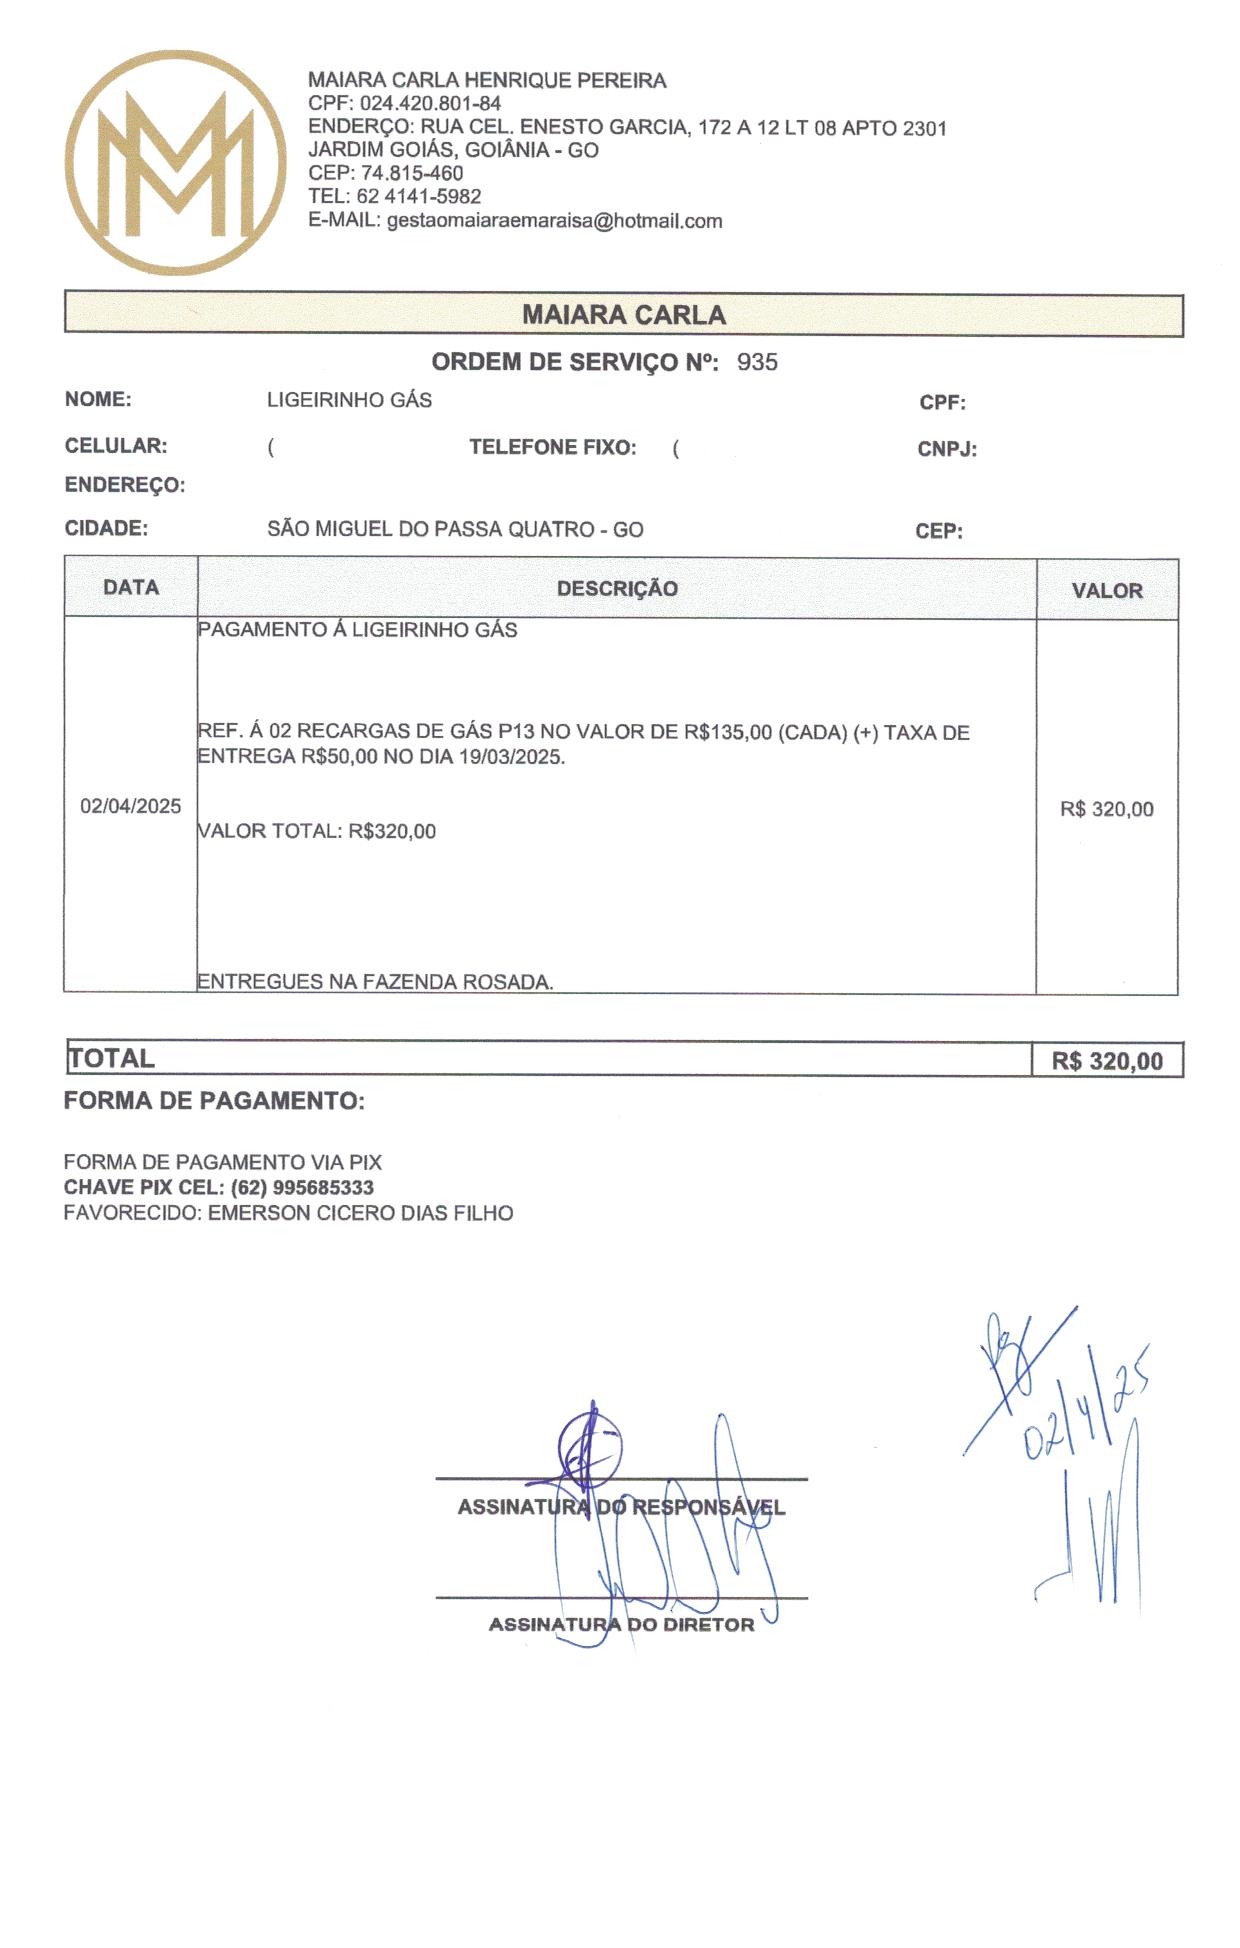 MAIARA CARLA HENRIQUE PEREIRA
CPF: 024.420.801-84
ENDERÇO: RUA CEL. ENESTO GARCIA, 172 A 12 LT 08 APTO 2301
JARDIM GOIÁS, GOIÂNIA - GO
CEP: 74.815-460
TEL: 62 4141-5982
E-MAIL: gestaomaiaraemaraisa@hotmail.com
MAIARA CARLA
ORDEM DE SERVIÇO Nº: 935
NOME: LIGEIRINHO GÁS CPF:
CELULAR: ( TELEFONE FIXO: ( CNPJ:
ENDEREÇO:
CIDADE: SÃO MIGUEL DO PASSA QUATRO - GO CEP:
DATA DESCRIÇÃO VALOR
PAGAMENTO Á LIGEIRINHO GÁS
REF. Á 02 RECARGAS DE GÁS P13 NO VALOR DE R$135,00 (CADA) (+) TAXA DE
ENTREGA R$50,00 NO DIA 19/03/2025.
02/04/2025 R$ 320,00
VALOR TOTAL: R$320,00
ENTREGUES NA FAZENDA ROSADA.
TOTAL R$ 320,00
FORMA DE PAGAMENTO:
FORMA DE PAGAMENTO VIA PIX
CHAVE PIX CEL: (62) 995685333
FAVORECIDO: EMERSON CICERO DIAS FILHO
Pg
02/4/25
ASSINATURA DO RESPONSÁVEL
ASSINATURA DO DIRETOR